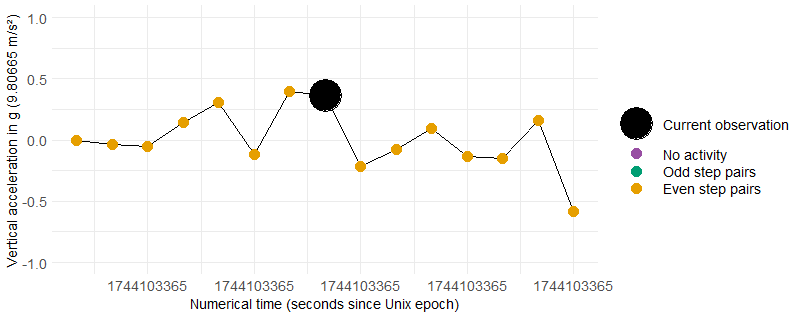 Vertical acceleration in g (9.80665 m/s²)
1.0
0.5
0.0
-0.5
-1.0
1744103365 1744103365 1744103365 1744103365 1744103365
Numerical time (seconds since Unix epoch)
Current observation
No activity
Odd step pairs
Even step pairs